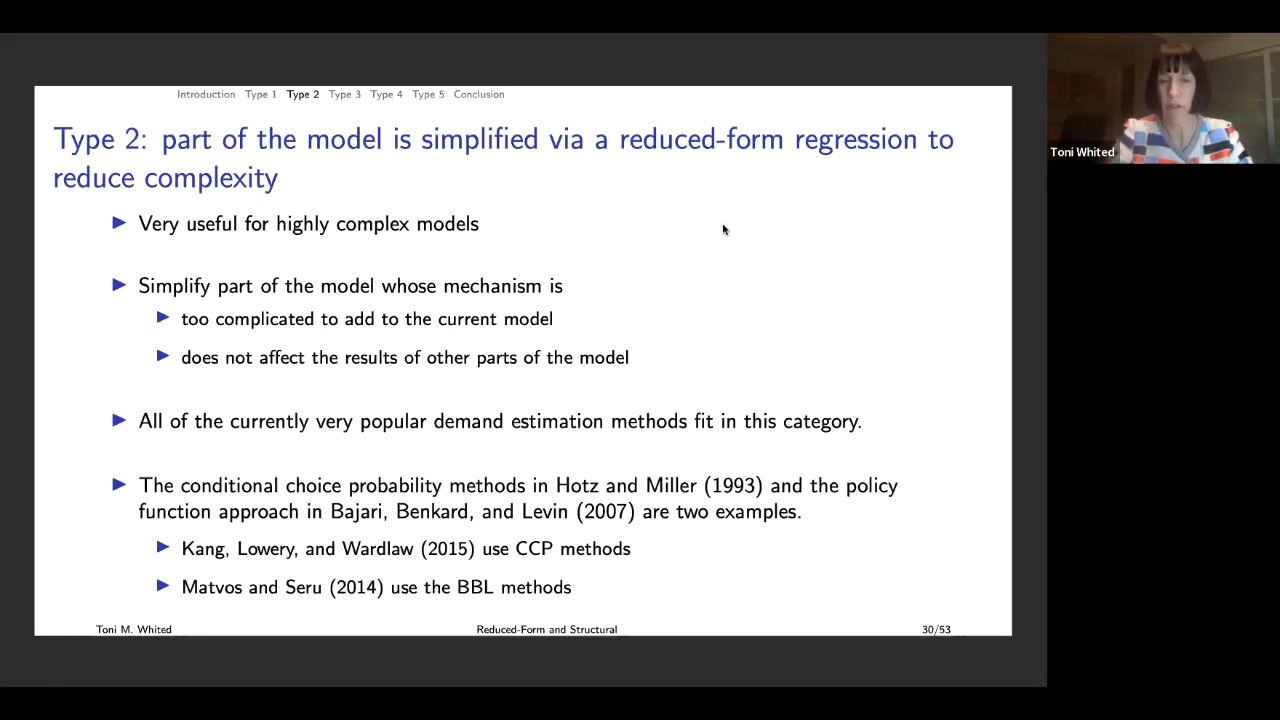 Introduction Type 1 Type 2 Type 3 Type 4 Type 5 Conclusion
Type 2: part of the model is simplified via a reduced-form regression to
reduce complexity
Very useful for highly complex models
Simplify part of the model whose mechanism is
too complicated to add to the current model
does not affect the results of other parts of the model
All of the currently very popular demand estimation methods fit in this category.
The conditional choice probability methods in Hotz and Miller (1993) and the policy
function approach in Bajari, Benkard, and Levin (2007) are two examples.
Kang, Lowery, and Wardlaw (2015) use CCP methods
Matvos and Seru (2014) use the BBL methods
Toni M. Whited Reduced-Form and Structural 30/53
Toni Whited